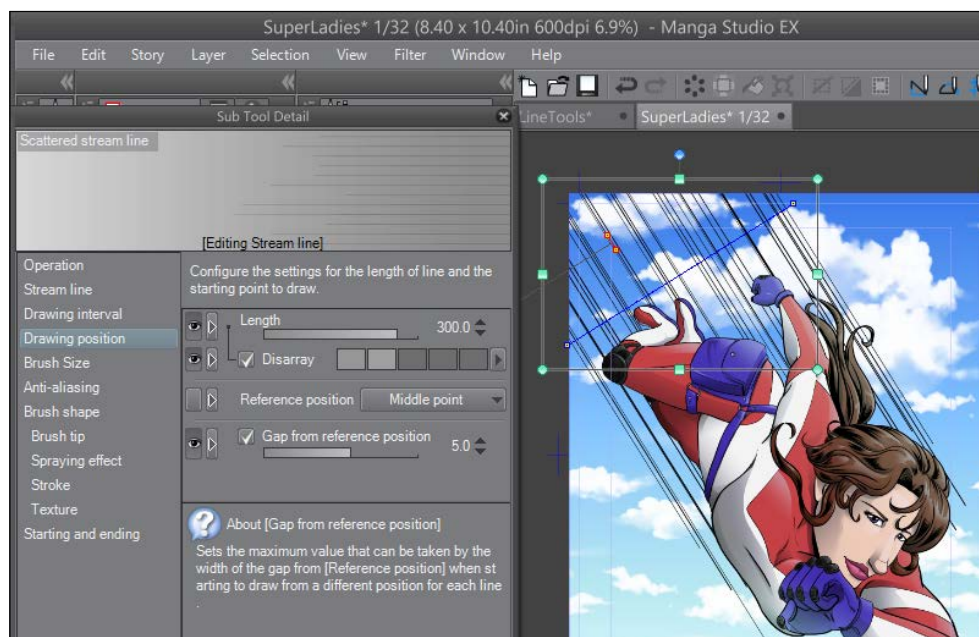 SuperLadies* 1/32 (8.40 x 10.40in 600dpi 6.9%) - Manga Studio EX
File Edit Story Layer Selection View Filter Window Help
Sub Tool Detail
LineTools* SuperLadies* 1/32
Scattered stream line
[Editing Stream line]
Operation
Stream line
Drawing interval
Drawing position
Brush Size
Anti-aliasing
Brush shape
Brush tip
Spraying effect
Stroke
Texture
Starting and ending
Configure the settings for the length of line and the
starting point to draw.
Length 300.0
Disarray
Reference position Middle point
Gap from reference position 5.0
About [Gap from reference position]
Sets the maximum value that can be taken by the
width of the gap from [Reference position] when st
arting to draw from a different position for each line
.